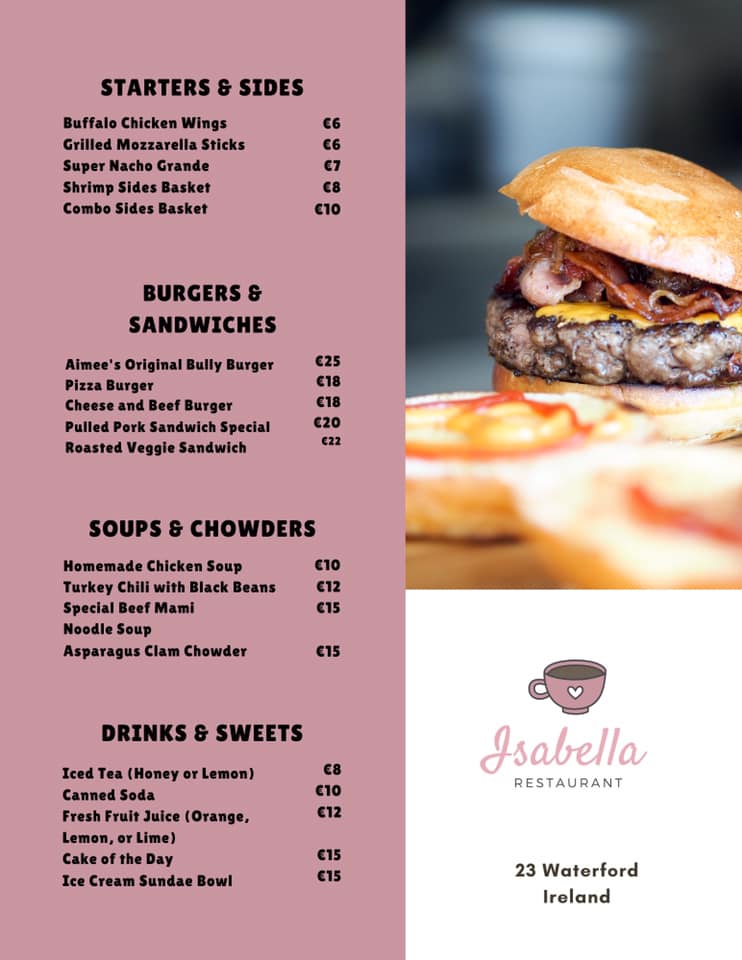 STARTERS & SIDES
Buffalo Chicken Wings €6
Grilled Mozzarella Sticks €6
Super Nacho Grande €7
Shrimp Sides Basket €8
Combo Sides Basket €10
BURGERS &
SANDWICHES
Aimee's Original Bully Burger €25
Pizza Burger €18
Cheese and Beef Burger €18
Pulled Pork Sandwich Special €20
Roasted Veggie Sandwich €22
SOUPS & CHOWDERS
Homemade Chicken Soup €10
Turkey Chili with Black Beans €12
Special Beef Mami €15
Noodle Soup
Asparagus Clam Chowder €15
DRINKS & SWEETS
Iced Tea (Honey or Lemon) €8
Canned Soda €10
Fresh Fruit Juice (Orange, €12
Lemon, or Lime)
Cake of the Day €15
Ice Cream Sundae Bowl €15
Isabella
RESTAURANT
23 Waterford
Ireland